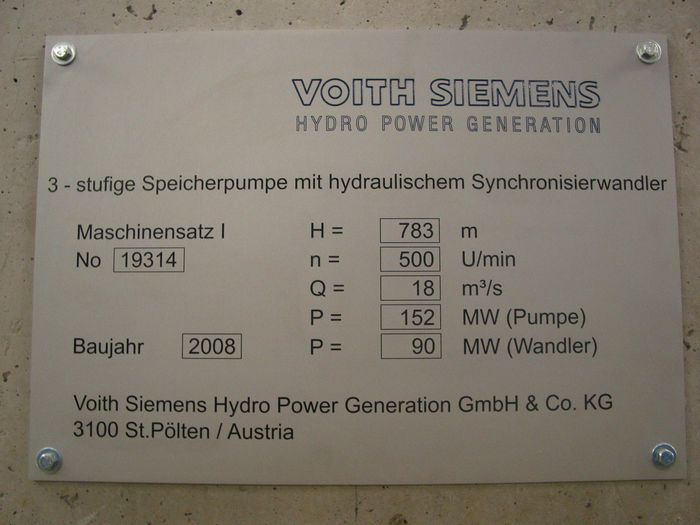 VOITH SIEMENS
HYDRO POWER GENERATION
3 - stufige Speicherpumpe mit hydraulischem Synchronisierwandler
Maschinensatz I H = 783 m
No 19314 n = 500 U/min
Q = 18 m³/s
P = 152 MW (Pumpe)
Baujahr 2008 P = 90 MW (Wandler)
Voith Siemens Hydro Power Generation GmbH & Co. KG
3100 St.Pölten / Austria